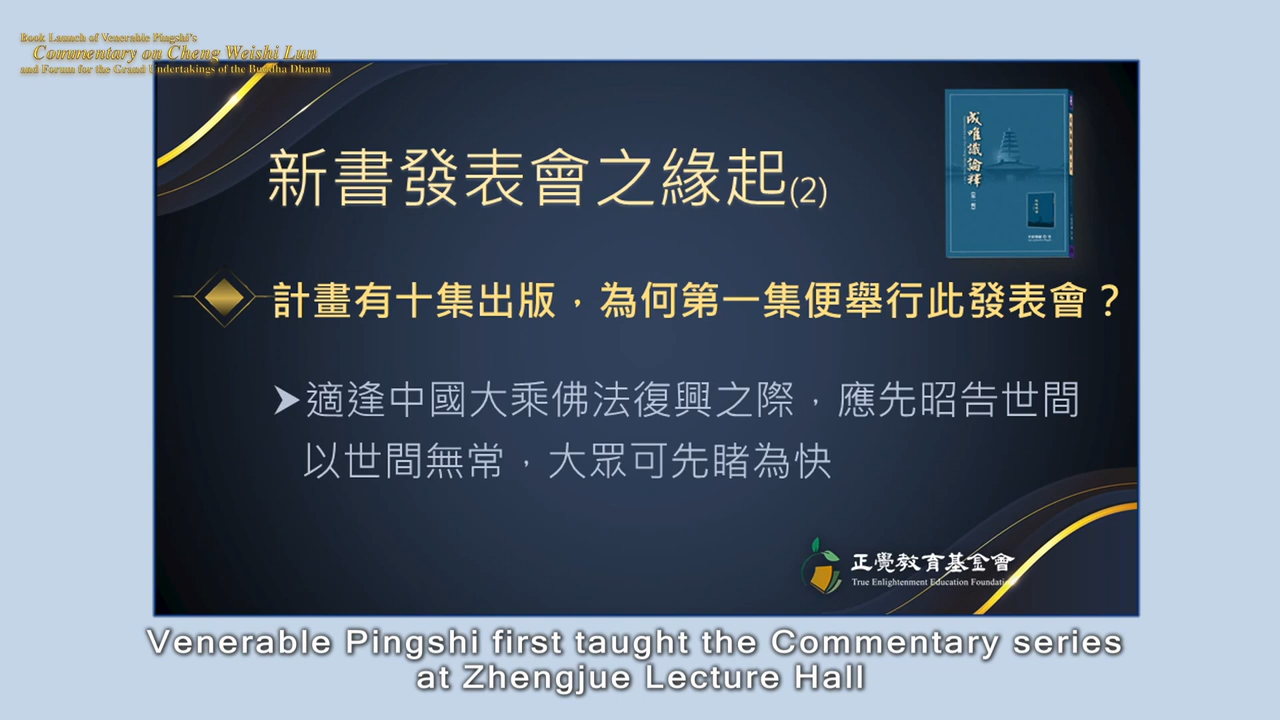 Book Launch of Venerable Pingshi's
Commentary on Cheng Weishi Lun
and Forum for the Grand Undertakings of the Buddha Dharma
新書發表會之緣起(2)
成唯識論釋
計畫有十集出版，為何第一集便舉行此發表會？
➤適逢中國大乘佛法復興之際，應先昭告世間
以世間無常，大眾可先睹為快
正覺教育基金會
True Enlightenment Education Foundation
Venerable Pingshi first taught the Commentary series
at Zhengjue Lecture Hall